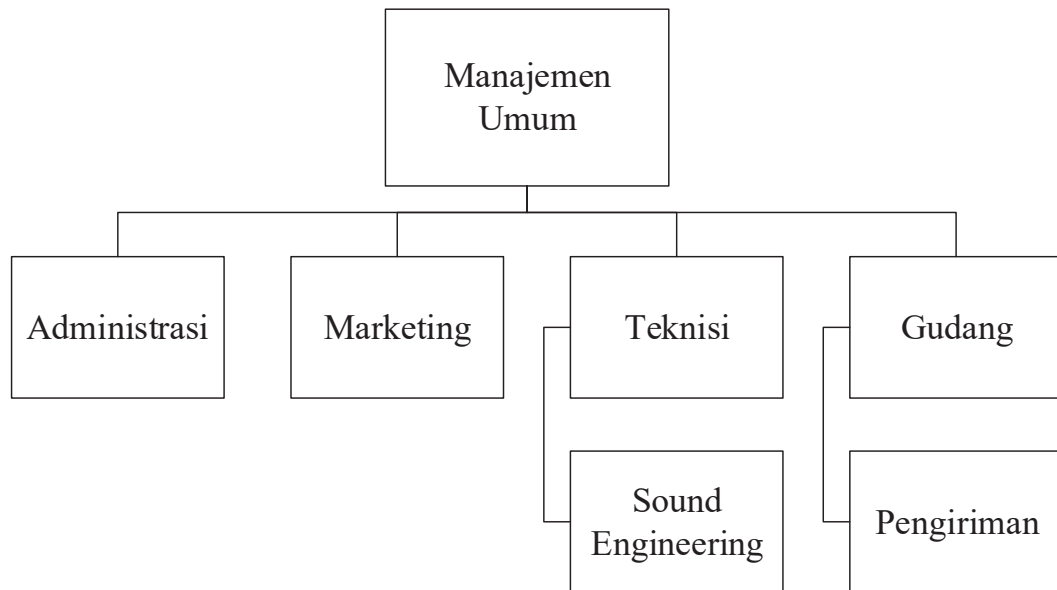 Manajemen
Umum
Administrasi
Marketing
Teknisi
Gudang
Sound
Engineering
Pengiriman